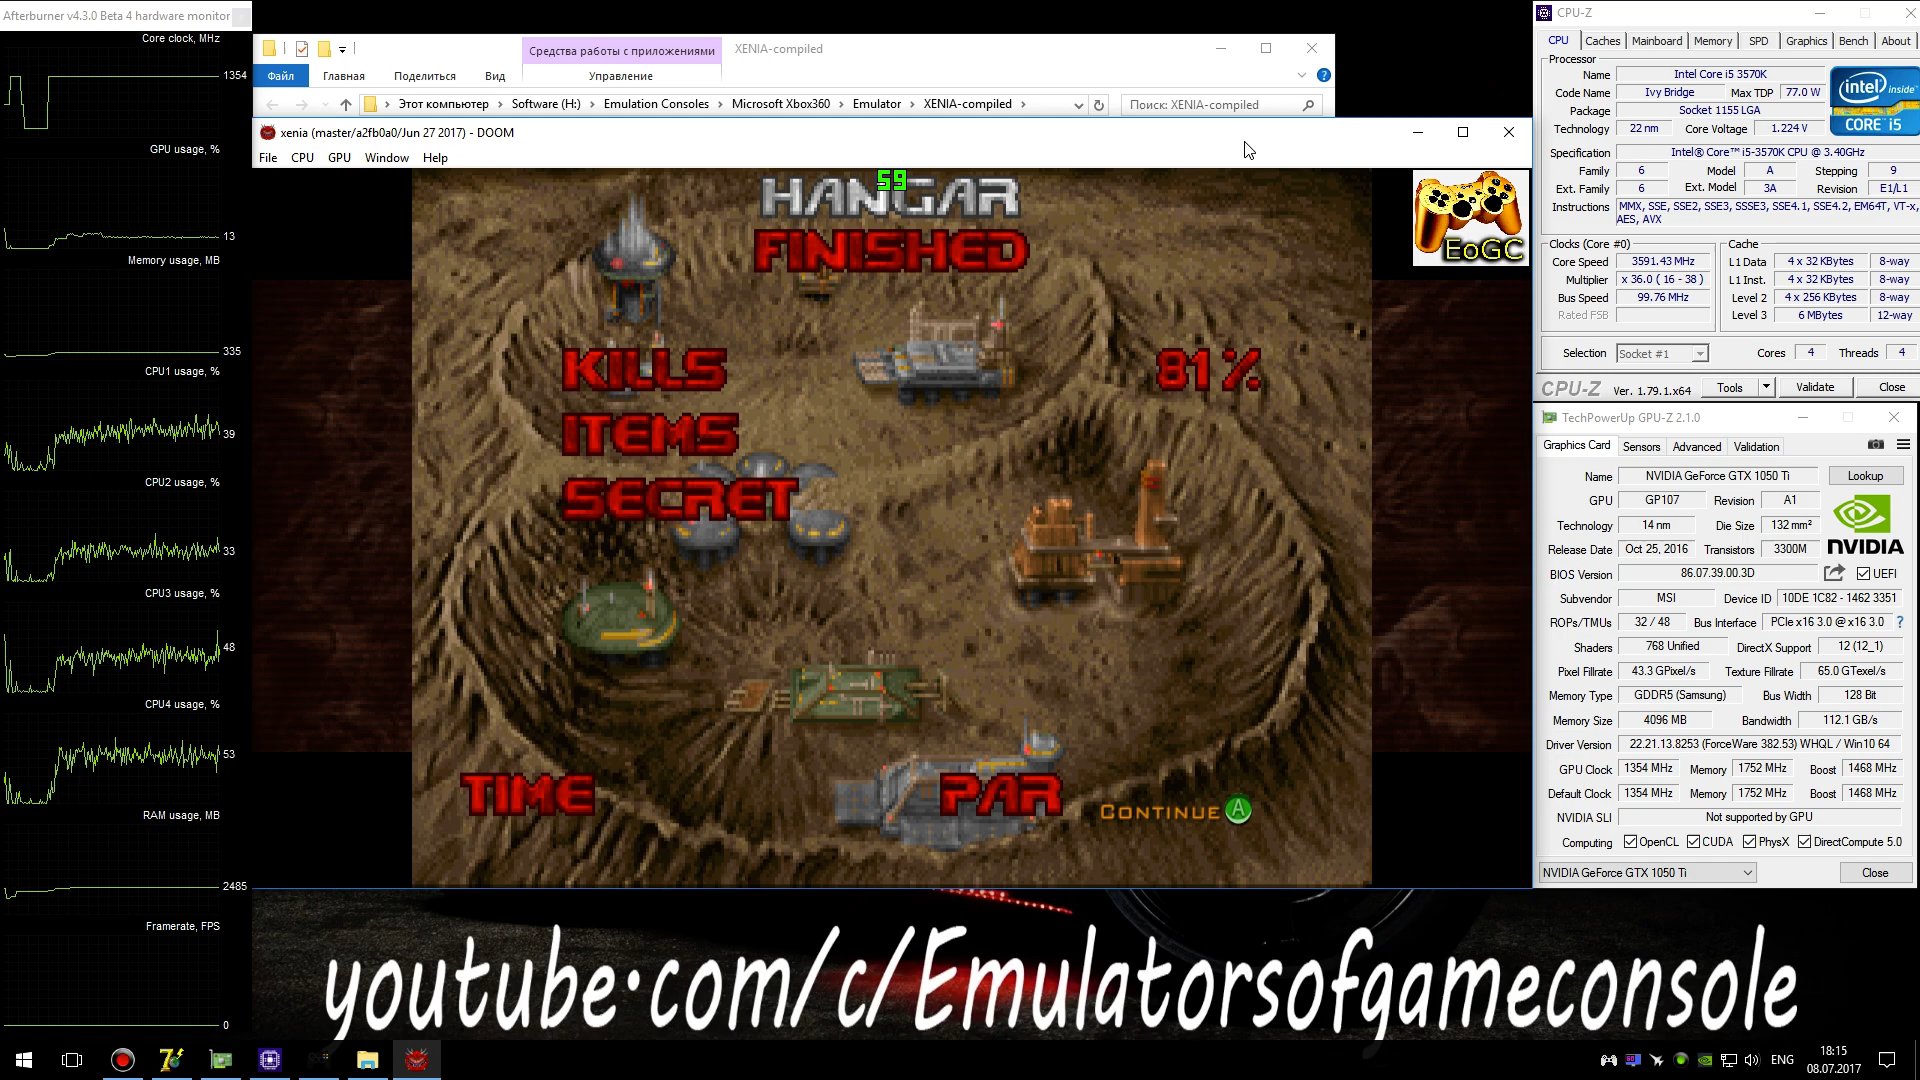 Afterburner v4.3.0 Beta 4 hardware monitor
Core clock, MHz
1354
GPU usage, %
13
Memory usage, MB
335
CPU1 usage, %
39
CPU2 usage, %
33
CPU3 usage, %
48
CPU4 usage, %
53
RAM usage, MB
2485
Framerate, FPS
0
Средства работы с приложениями
XENIA-compiled
Файл Главная Поделиться Вид Управление
Этот компьютер Software (H:) Emulation Consoles Microsoft Xbox360 Emulator XENIA-compiled
Поиск: XENIA-compiled
xenia (master/a2fb0a0/Jun 27 2017) - DOOM
File CPU GPU Window Help
59
HANGAR
FINISHED
KILLS 81%
ITEMS
SECRET
TIME PAR
CONTINUE A
EoGC
CPU-Z
CPU Caches Mainboard Memory SPD Graphics Bench About
Processor
Name Intel Core i5 3570K
Code Name Ivy Bridge Max TDP 77.0 W
Package Socket 1155 LGA
Technology 22 nm Core Voltage 1.224 V
intel inside
CORE i5
Specification Intel® Core™ i5-3570K CPU @ 3.40GHz
Family 6 Model A Stepping 9
Ext. Family 6 Ext. Model 3A Revision E1/L1
Instructions MMX, SSE, SSE2, SSE3, SSSE3, SSE4.1, SSE4.2, EM64T, VT-x,
AES, AVX
Clocks (Core #0) Cache
Core Speed 3591.43 MHz L1 Data 4 x 32 KBytes 8-way
Multiplier x 36.0 ( 16 - 38 ) L1 Inst. 4 x 32 KBytes 8-way
Bus Speed 99.76 MHz Level 2 4 x 256 KBytes 8-way
Rated FSB Level 3 6 MBytes 12-way
Selection Socket #1 Cores 4 Threads 4
CPU-Z Ver. 1.79.1.x64 Tools Validate Close
TechPowerUp GPU-Z 2.1.0
Graphics Card Sensors Advanced Validation
Name NVIDIA GeForce GTX 1050 Ti Lookup
GPU GP107 Revision A1
Technology 14 nm Die Size 132 mm²
Release Date Oct 25, 2016 Transistors 3300M
NVIDIA
BIOS Version 86.07.39.00.3D UEFI
Subvendor MSI Device ID 10DE 1C82 - 1462 3351
ROPs/TMUs 32 / 48 Bus Interface PCIe x16 3.0 @ x16 3.0 ?
Shaders 768 Unified DirectX Support 12 (12_1)
Pixel Fillrate 43.3 GPixel/s Texture Fillrate 65.0 GTexel/s
Memory Type GDDR5 (Samsung) Bus Width 128 Bit
Memory Size 4096 MB Bandwidth 112.1 GB/s
Driver Version 22.21.13.8253 (ForceWare 382.53) WHQL / Win10 64
GPU Clock 1354 MHz Memory 1752 MHz Boost 1468 MHz
Default Clock 1354 MHz Memory 1752 MHz Boost 1468 MHz
NVIDIA SLI Not supported by GPU
Computing OpenCL CUDA PhysX DirectCompute 5.0
NVIDIA GeForce GTX 1050 Ti Close
youtube.com/c/Emulatorsofgameconsole
ENG
18:15
08.07.2017